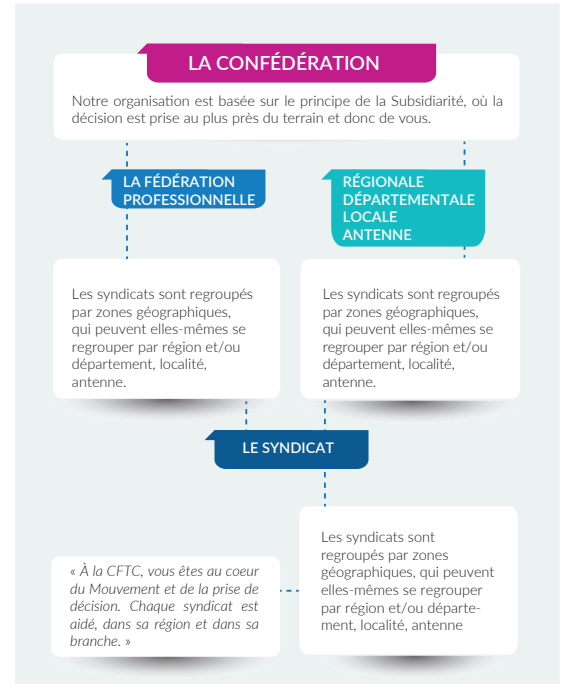 LA CONFÉDÉRATION
Notre organisation est basée sur le principe de la Subsidiarité, où la
décision est prise au plus près du terrain et donc de vous.
LA FÉDÉRATION
PROFESSIONNELLE
RÉGIONALE
DÉPARTEMENTALE
LOCALE
ANTENNE
Les syndicats sont regroupés
par zones géographiques,
qui peuvent elles-mêmes se
regrouper par région et/ou
département, localité,
antenne.
Les syndicats sont regroupés
par zones géographiques,
qui peuvent elles-mêmes se
regrouper par région et/ou
département, localité,
antenne.
LE SYNDICAT
Les syndicats sont
regroupés par zones
géographiques, qui peuvent
elles-mêmes se regrouper
par région et/ou départe-
ment, localité, antenne
« À la CFTC, vous êtes au coeur
du Mouvement et de la prise de
décision. Chaque syndicat est
aidé, dans sa région et dans sa
branche. »